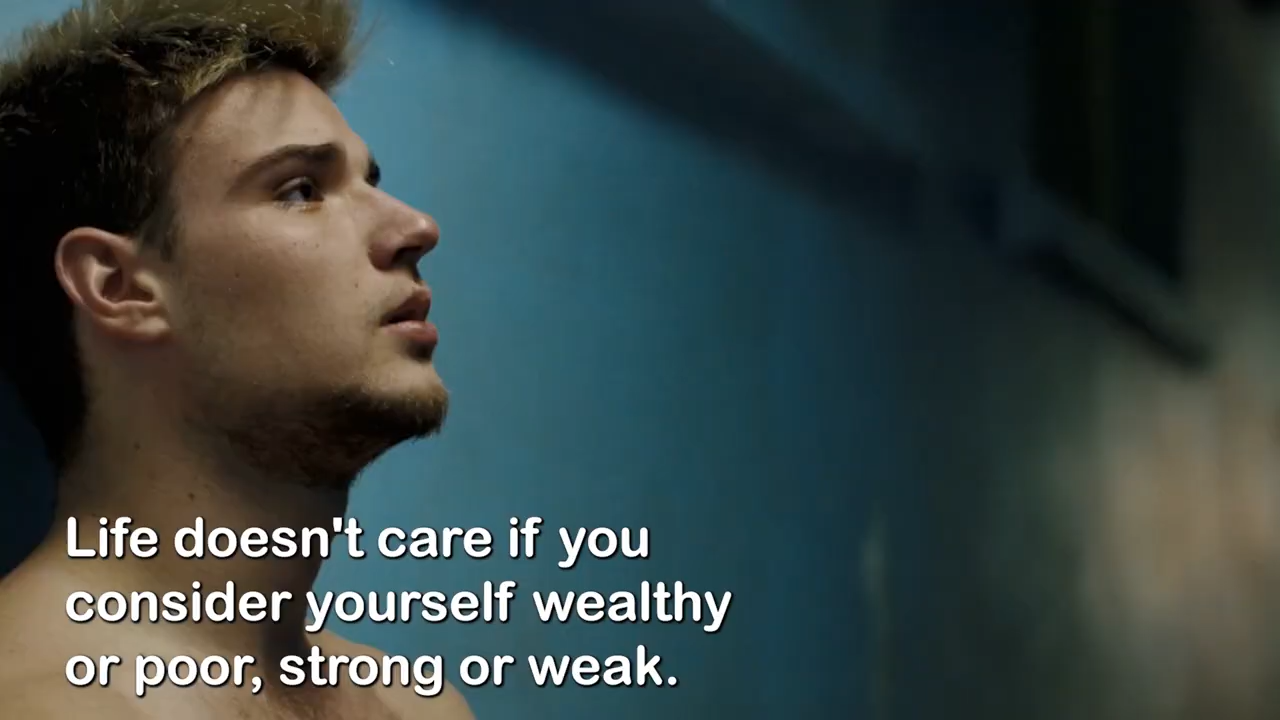 Life doesn't care if you
consider yourself wealthy
or poor, strong or weak.